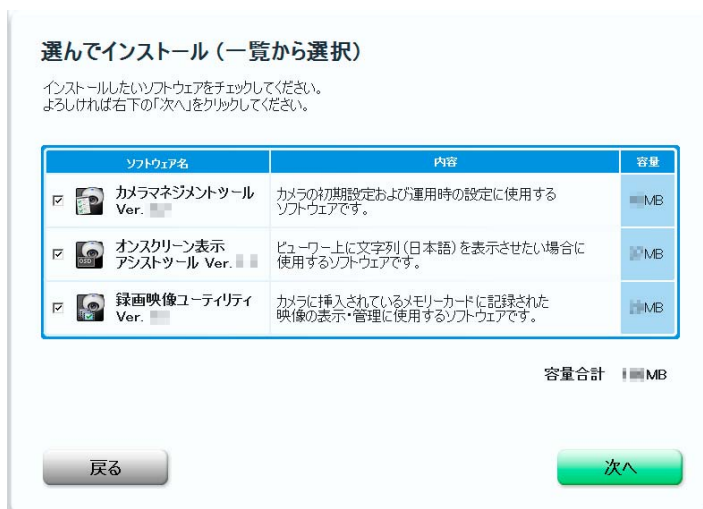 選んでインストール（一覧から選択）
インストールしたいソフトウェアをチェックしてください。
よろしければ右下の「次へ」をクリックしてください。
ソフトウェア名 内容 容量
カメラマネジメントツール
Ver.
カメラの初期設定および運用時の設定に使用する
ソフトウェアです。
MB
オンスクリーン表示
アシストツール Ver.
ビューワー上に文字列（日本語）を表示させたい場合に
使用するソフトウェアです。
MB
録画映像ユーティリティ
Ver.
カメラに挿入されているメモリーカードに記録された
映像の表示・管理に使用するソフトウェアです。
MB
容量合計 MB
戻る
次へ